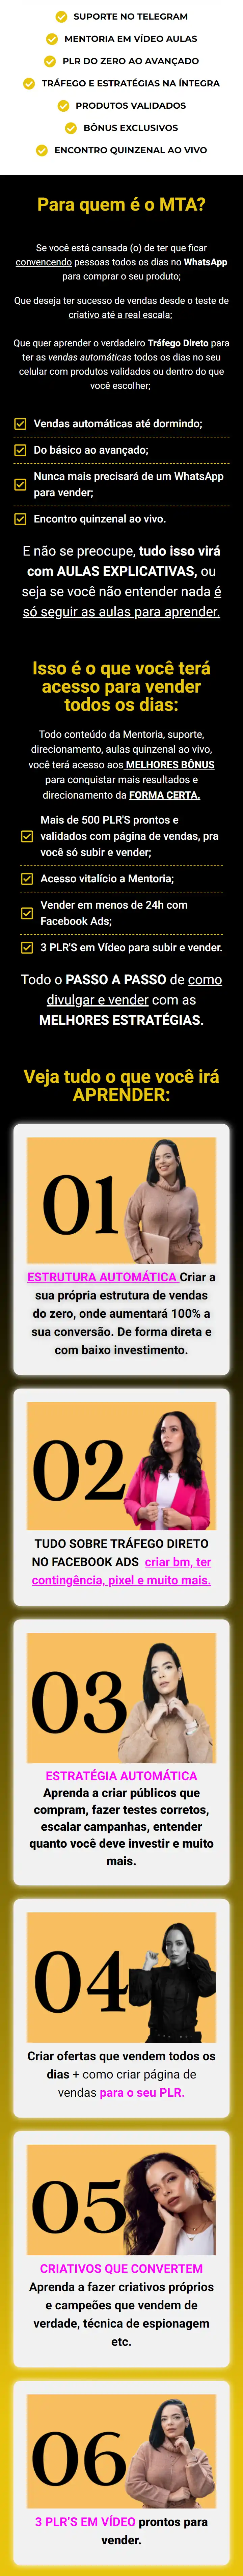 SUPORTE NO TELEGRAM
MENTORIA EM VÍDEO AULAS
PLR DO ZERO AO AVANÇADO
TRÁFEGO E ESTRATÉGIAS NA ÍNTEGRA
PRODUTOS VALIDADOS
BÔNUS EXCLUSIVOS
ENCONTRO QUINZENAL AO VIVO
Para quem é o MTA?
Se você está cansada (o) de ter que ficar
convencendo pessoas todos os dias no WhatsApp
para comprar o seu produto;
Que deseja ter sucesso de vendas desde o teste de
criativo até a real escala;
Que quer aprender o verdadeiro Tráfego Direto para
ter as vendas automáticas todos os dias no seu
celular com produtos validados ou dentro do que
você escolher;
Vendas automáticas até dormindo;
Do básico ao avançado;
Nunca mais precisará de um WhatsApp
para vender;
Encontro quinzenal ao vivo.
E não se preocupe, tudo isso virá
com AULAS EXPLICATIVAS, ou
seja se você não entender nada é
só seguir as aulas para aprender.
Isso é o que você terá
acesso para vender
todos os dias:
Todo conteúdo da Mentoria, suporte,
direcionamento, aulas quinzenal ao vivo,
você terá acesso aos MELHORES BÔNUS
para conquistar mais resultados e
direcionamento da FORMA CERTA.
Mais de 500 PLR'S prontos e
validados com página de vendas, pra
você só subir e vender;
Acesso vitalício a Mentoria;
Vender em menos de 24h com
Facebook Ads;
3 PLR'S em Vídeo para subir e vender.
Todo o PASSO A PASSO de como
divulgar e vender com as
MELHORES ESTRATÉGIAS.
Veja tudo o que você irá
APRENDER:
01
ESTRUTURA AUTOMÁTICA Criar a
sua própria estrutura de vendas
do zero, onde aumentará 100% a
sua conversão. De forma direta e
com baixo investimento.
02
TUDO SOBRE TRÁFEGO DIRETO
NO FACEBOOK ADS criar bm, ter
contingência, pixel e muito mais.
03
ESTRATÉGIA AUTOMÁTICA
Aprenda a criar públicos que
compram, fazer testes corretos,
escalar campanhas, entender
quanto você deve investir e muito
mais.
04
Criar ofertas que vendem todos os
dias + como criar página de
vendas para o seu PLR.
05
CRIATIVOS QUE CONVERTEM
Aprenda a fazer criativos próprios
e campeões que vendem de
verdade, técnica de espionagem
etc.
06
3 PLR'S EM VÍDEO prontos para
vender.